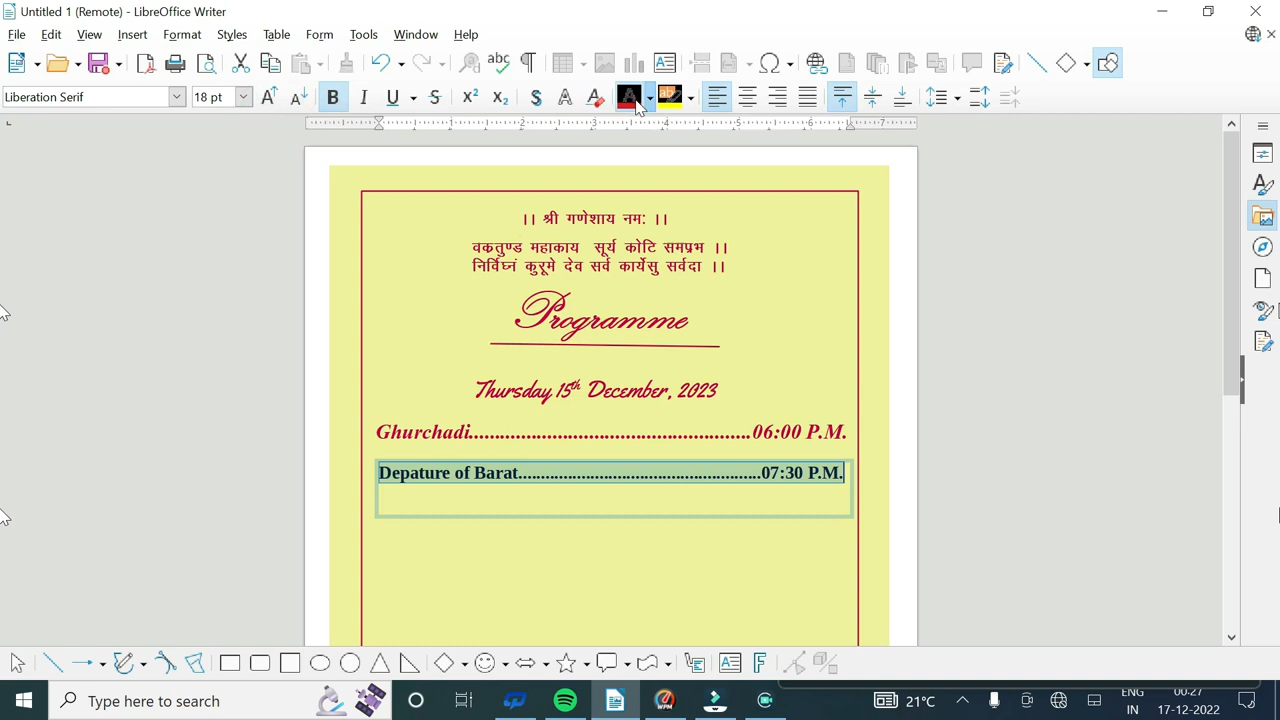 Untitled 1 (Remote) - LibreOffice Writer
File Edit View Insert Format Styles Table Form Tools Window Help
Liberation Serif 18 pt
।। श्री गणेशाय नम: ।।
वकतुण्ड महाकाय सूर्य कोटि समप्रभ ।।
निर्विघ्नं कुरूमे देव सर्व कार्येसु सर्वदा ।।
Programme
Thursday 15th December, 2023
Ghurchadi......................................................06:00 P.M.
Depature of Barat......................................................07:30 P.M.
Type here to search
21°C
ENG
IN
00:27
17-12-2022